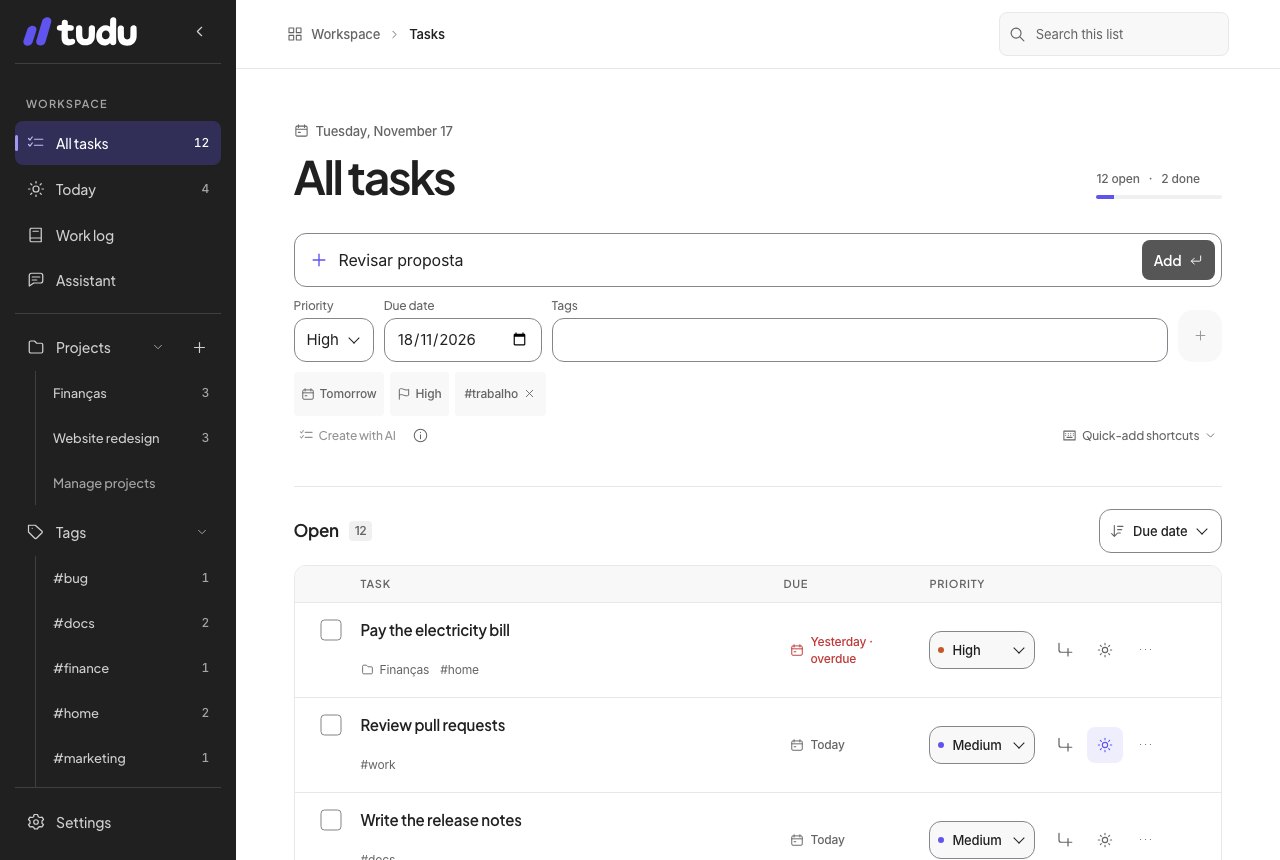 tudu
Workspace > Tasks
Search this list
WORKSPACE
All tasks 12
Today 4
Work log
Assistant
Projects
Finanças 3
Website redesign 3
Manage projects
Tags
#bug 1
#docs 2
#finance 1
#home 2
#marketing 1
Settings
Tuesday, November 17
All tasks
12 open · 2 done
Revisar proposta
Add
Priority Due date Tags
High 18/11/2026
Tomorrow High #trabalho
Create with AI
Quick-add shortcuts
Open 12
Due date
TASK DUE PRIORITY
Pay the electricity bill
Yesterday ·
overdue
High
Finanças #home
Review pull requests
Today
Medium
#work
Write the release notes
Today
Medium
#docs